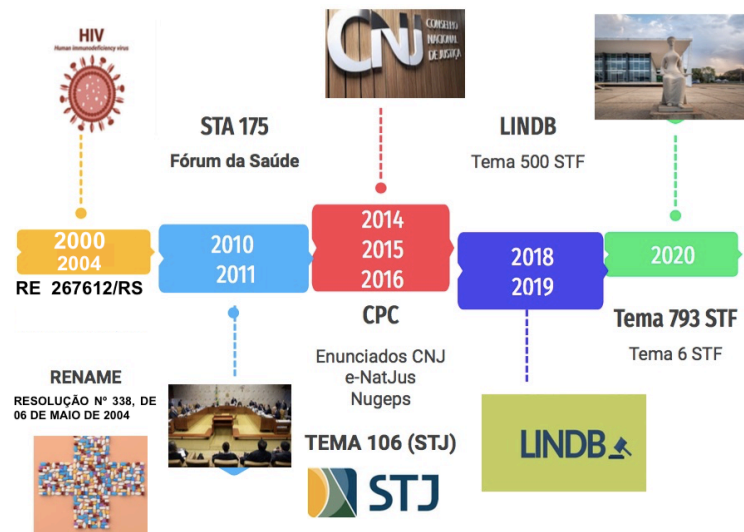 HIV
Human immunodeficiency virus
CNJ
CONSELHO
NACIONAL
DE JUSTIÇA
STA 175
Fórum da Saúde
LINDB
Tema 500 STF
2000
2004
RE 267612/RS
2010
2011
2014
2015
2016
2018
2019
2020
CPC
Enunciados CNJ
e-NatJus
Nugeps
TEMA 106 (STJ)
STJ
Tema 793 STF
Tema 6 STF
RENAME
RESOLUÇÃO Nº 338, DE
06 DE MAIO DE 2004
LINDB